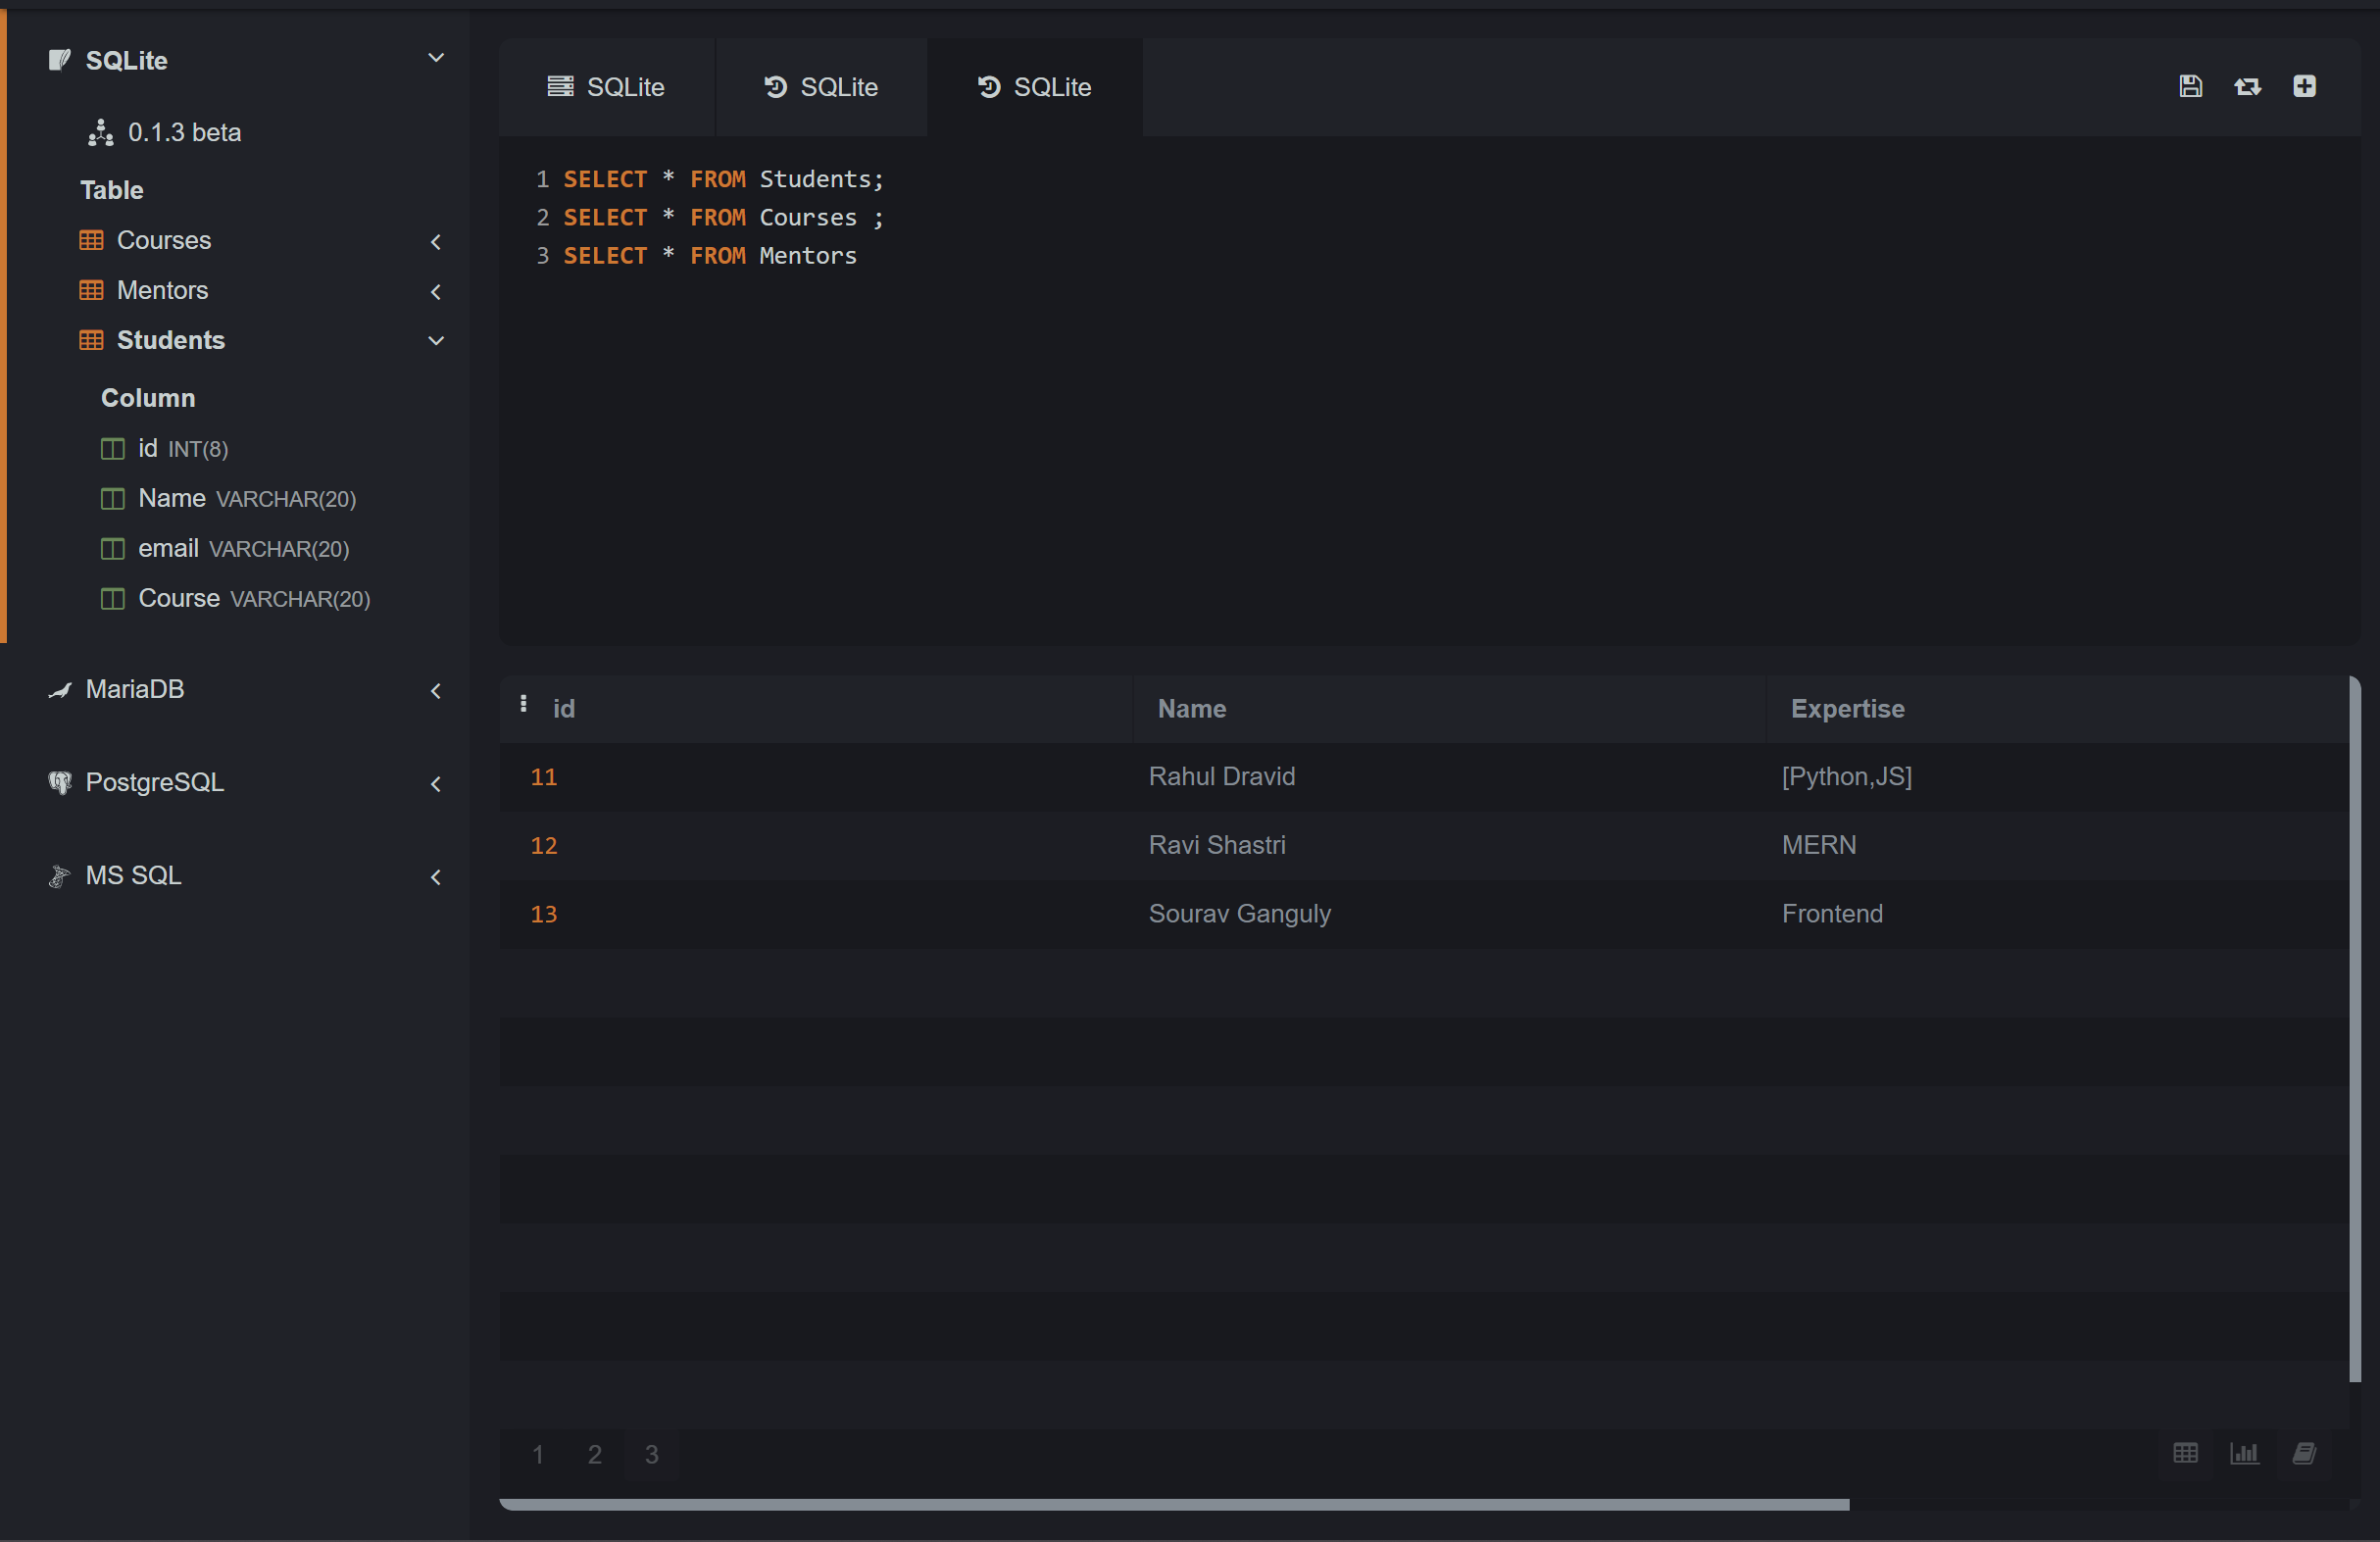 SQLite
0.1.3 beta
Table
Courses
Mentors
Students
Column
id INT(8)
Name VARCHAR(20)
email VARCHAR(20)
Course VARCHAR(20)
MariaDB
PostgreSQL
MS SQL
SQLite SQLite SQLite
1 SELECT * FROM Students;
2 SELECT * FROM Courses ;
3 SELECT * FROM Mentors
id Name Expertise
11 Rahul Dravid [Python,JS]
12 Ravi Shastri MERN
13 Sourav Ganguly Frontend
1 2 3